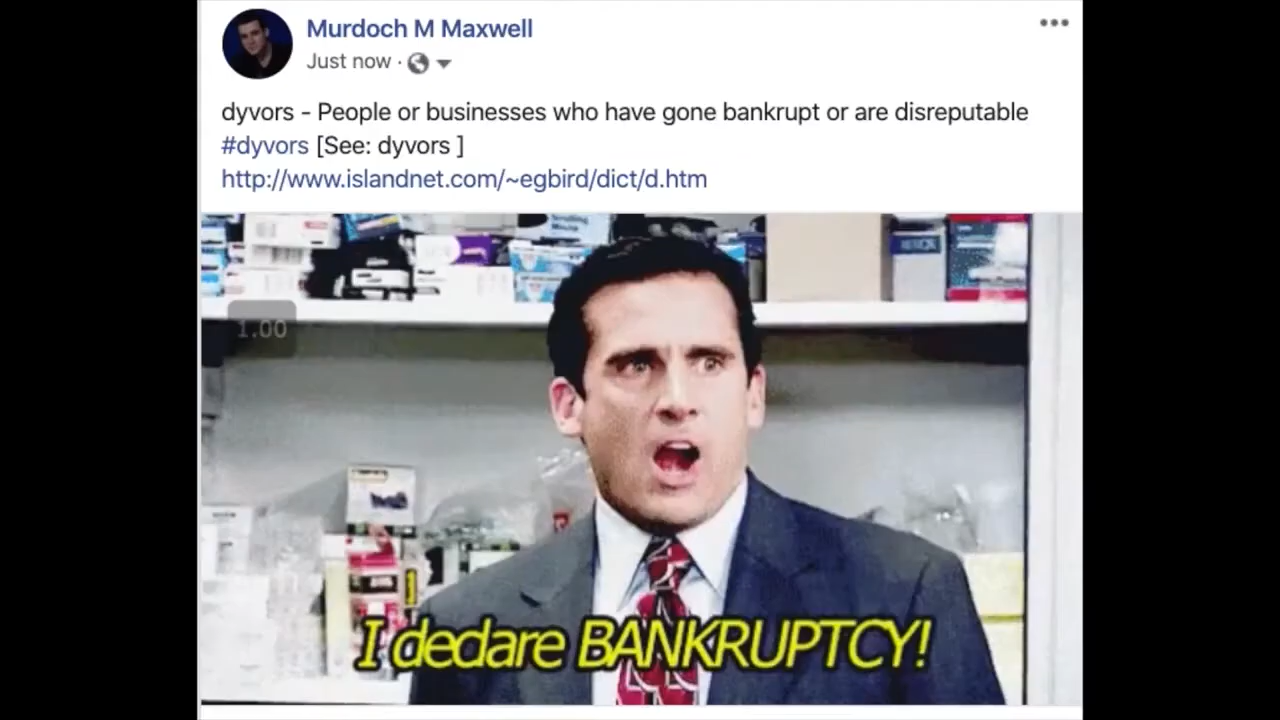 Murdoch M Maxwell
Just now ·
dyvors - People or businesses who have gone bankrupt or are disreputable
#dyvors [See: dyvors ]
http://www.islandnet.com/~egbird/dict/d.htm
1.00
I declare BANKRUPTCY!